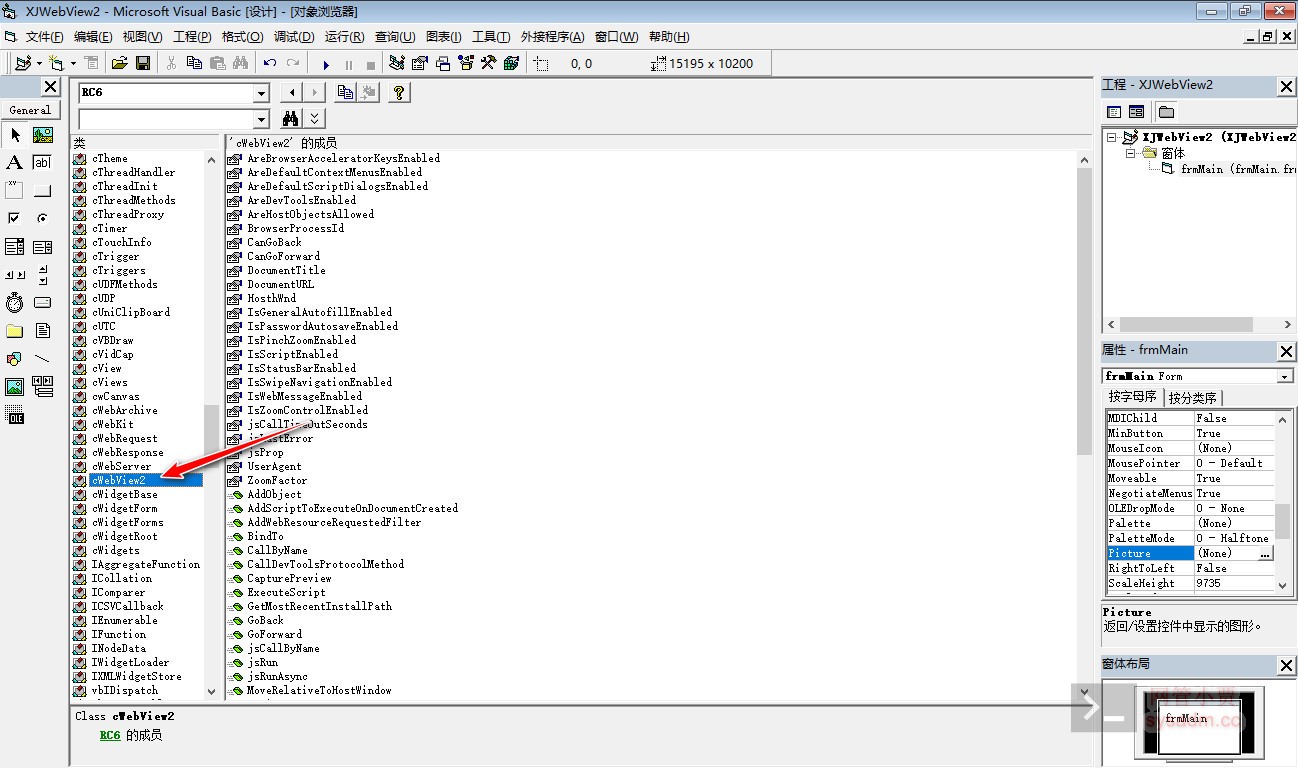 XJWebView2 - Microsoft Visual Basic [设计] - [对象浏览器]
文件(F) 编辑(E) 视图(V) 工程(P) 格式(O) 调试(D) 运行(R) 查询(U) 图表(I) 工具(T) 外接程序(A) 窗口(W) 帮助(H)
0, 0 15195 x 10200
General
RC6
类
cTheme
cThreadHandler
cThreadInit
cThreadMethods
cThreadProxy
cTimer
cTouchInfo
cTrigger
cTriggers
cUDFMethods
cUDP
cUniClipBoard
cUTC
cVBDraw
cVidCap
cView
cViews
cwCanvas
cWebArchive
cWebKit
cWebRequest
cWebResponse
cWebServer
cWebView2
cWidgetBase
cWidgetForm
cWidgetForms
cWidgetRoot
cWidgets
IAggregateFunction
ICollation
IComparer
ICSVCallback
IEnumerable
IFunction
INodeData
IWidgetLoader
IXMLWidgetStore
vbIDispatch
'cWebView2' 的成员
AreBrowserAcceleratorKeysEnabled
AreDefaultContextMenusEnabled
AreDefaultScriptDialogsEnabled
AreDevToolsEnabled
AreHostObjectsAllowed
BrowserProcessId
CanGoBack
CanGoForward
DocumentTitle
DocumentURL
HosthWnd
IsGeneralAutofillEnabled
IsPasswordAutosaveEnabled
IsPinchZoomEnabled
IsScriptEnabled
IsStatusBarEnabled
IsSwipeNavigationEnabled
IsWebMessageEnabled
IsZoomControlEnabled
jsCallTimeOutSeconds
jsLastError
jsProp
UserAgent
ZoomFactor
AddObject
AddScriptToExecuteOnDocumentCreated
AddWebResourceRequestedFilter
BindTo
CallByName
CallDevToolsProtocolMethod
CapturePreview
ExecuteScript
GetMostRecentInstallPath
GoBack
GoForward
jsCallByName
jsRun
jsRunAsync
MoveRelativeToHostWindow
Class cWebView2
RC6 的成员
工程 - XJWebView2
XJWebView2 (XJWebView2
窗体
frmMain (frmMain.fr
属性 - frmMain
frmMain Form
按字母序 按分类序
MDIChild False
MinButton True
MouseIcon (None)
MousePointer 0 - Default
Moveable True
NegotiateMenus True
OLEDropMode 0 - None
Palette (None)
PaletteMode 0 - Halftone
Picture (None) ...
RightToLeft False
ScaleHeight 9735
Picture
返回/设置控件中显示的图形。
窗体布局
网管小贾
frmMain
sysadm.cc